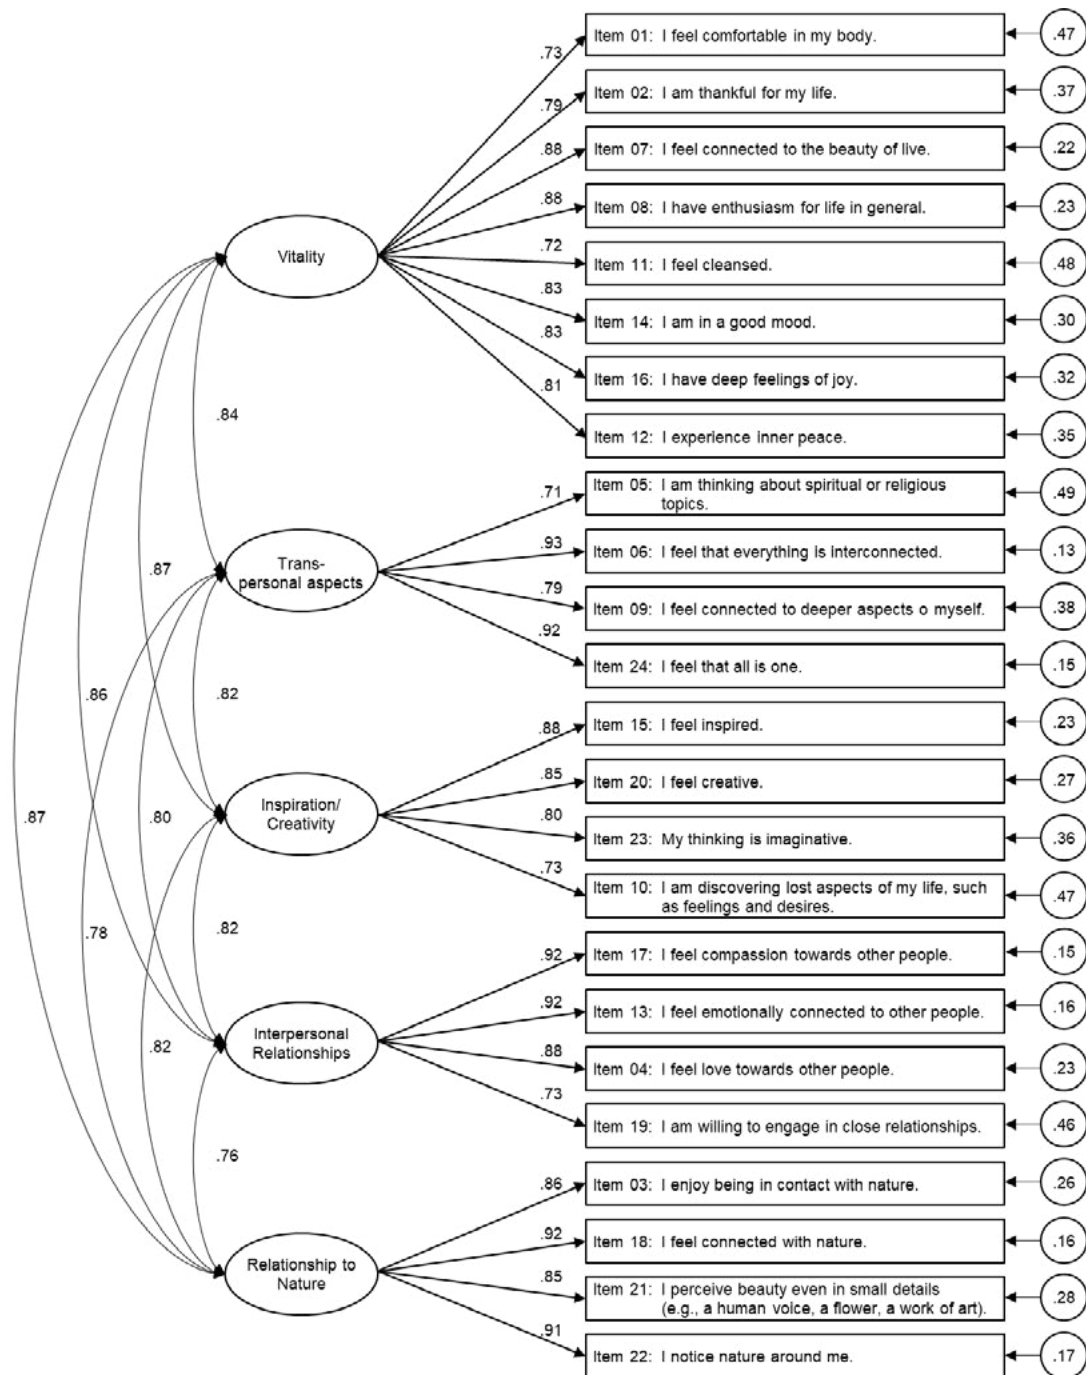 .73
Item 01: I feel comfortable in my body.
.47
.79
Item 02: I am thankful for my life.
.37
.88
Item 07: I feel connected to the beauty of live.
.22
.88
Item 08: I have enthusiasm for life in general.
.23
Vitality
.72
Item 11: I feel cleansed.
.48
.83
Item 14: I am in a good mood.
.30
.83
Item 16: I have deep feelings of joy.
.32
.81
Item 12: I experience inner peace.
.35
.84
.71
Item 05: I am thinking about spiritual or religious
topics.
.49
.87
Trans-
personal aspects
.93
Item 06: I feel that everything is interconnected.
.13
.79
Item 09: I feel connected to deeper aspects o myself.
.38
.92
Item 24: I feel that all is one.
.15
.86
.82
.88
Item 15: I feel inspired.
.23
.87
.80
Inspiration/
Creativity
.85
Item 20: I feel creative.
.27
.80
Item 23: My thinking is imaginative.
.36
.73
Item 10: I am discovering lost aspects of my life, such
as feelings and desires.
.47
.78
.82
.92
Item 17: I feel compassion towards other people.
.15
.82
Interpersonal
Relationships
.92
Item 13: I feel emotionally connected to other people.
.16
.88
Item 04: I feel love towards other people.
.23
.73
Item 19: I am willing to engage in close relationships.
.46
.76
.86
Item 03: I enjoy being in contact with nature.
.26
Relationship to
Nature
.92
Item 18: I feel connected with nature.
.16
.85
Item 21: I perceive beauty even in small details
(e.g., a human voice, a flower, a work of art).
.28
.91
Item 22: I notice nature around me.
.17